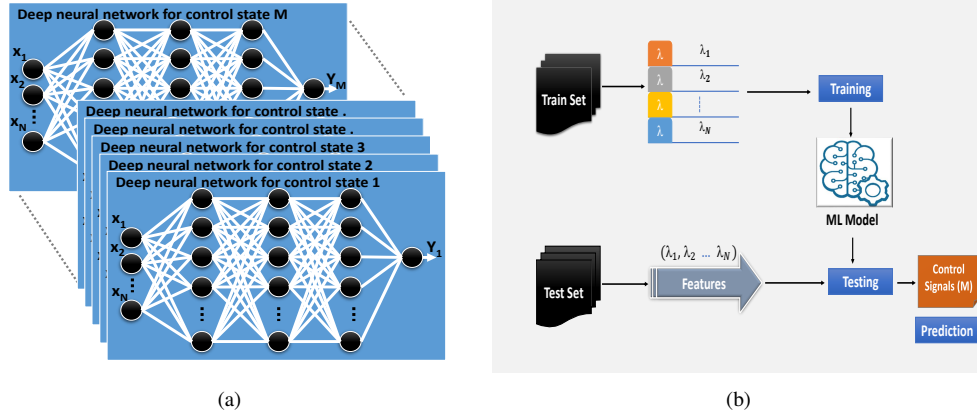 Deep neural network for control state M
x1
x2
xN
YM
Deep neural network for control state .
Deep neural network for control state .
Deep neural network for control state 3
Deep neural network for control state 2
Deep neural network for control state 1
x1
x2
xN
Y1
(a)
Train Set
λ λ1
λ λ2
λ
λ λN
Training
ML Model
Test Set
(λ1, λ2 ... λN)
Features
Testing
Control
Signals (M)
Prediction
(b)